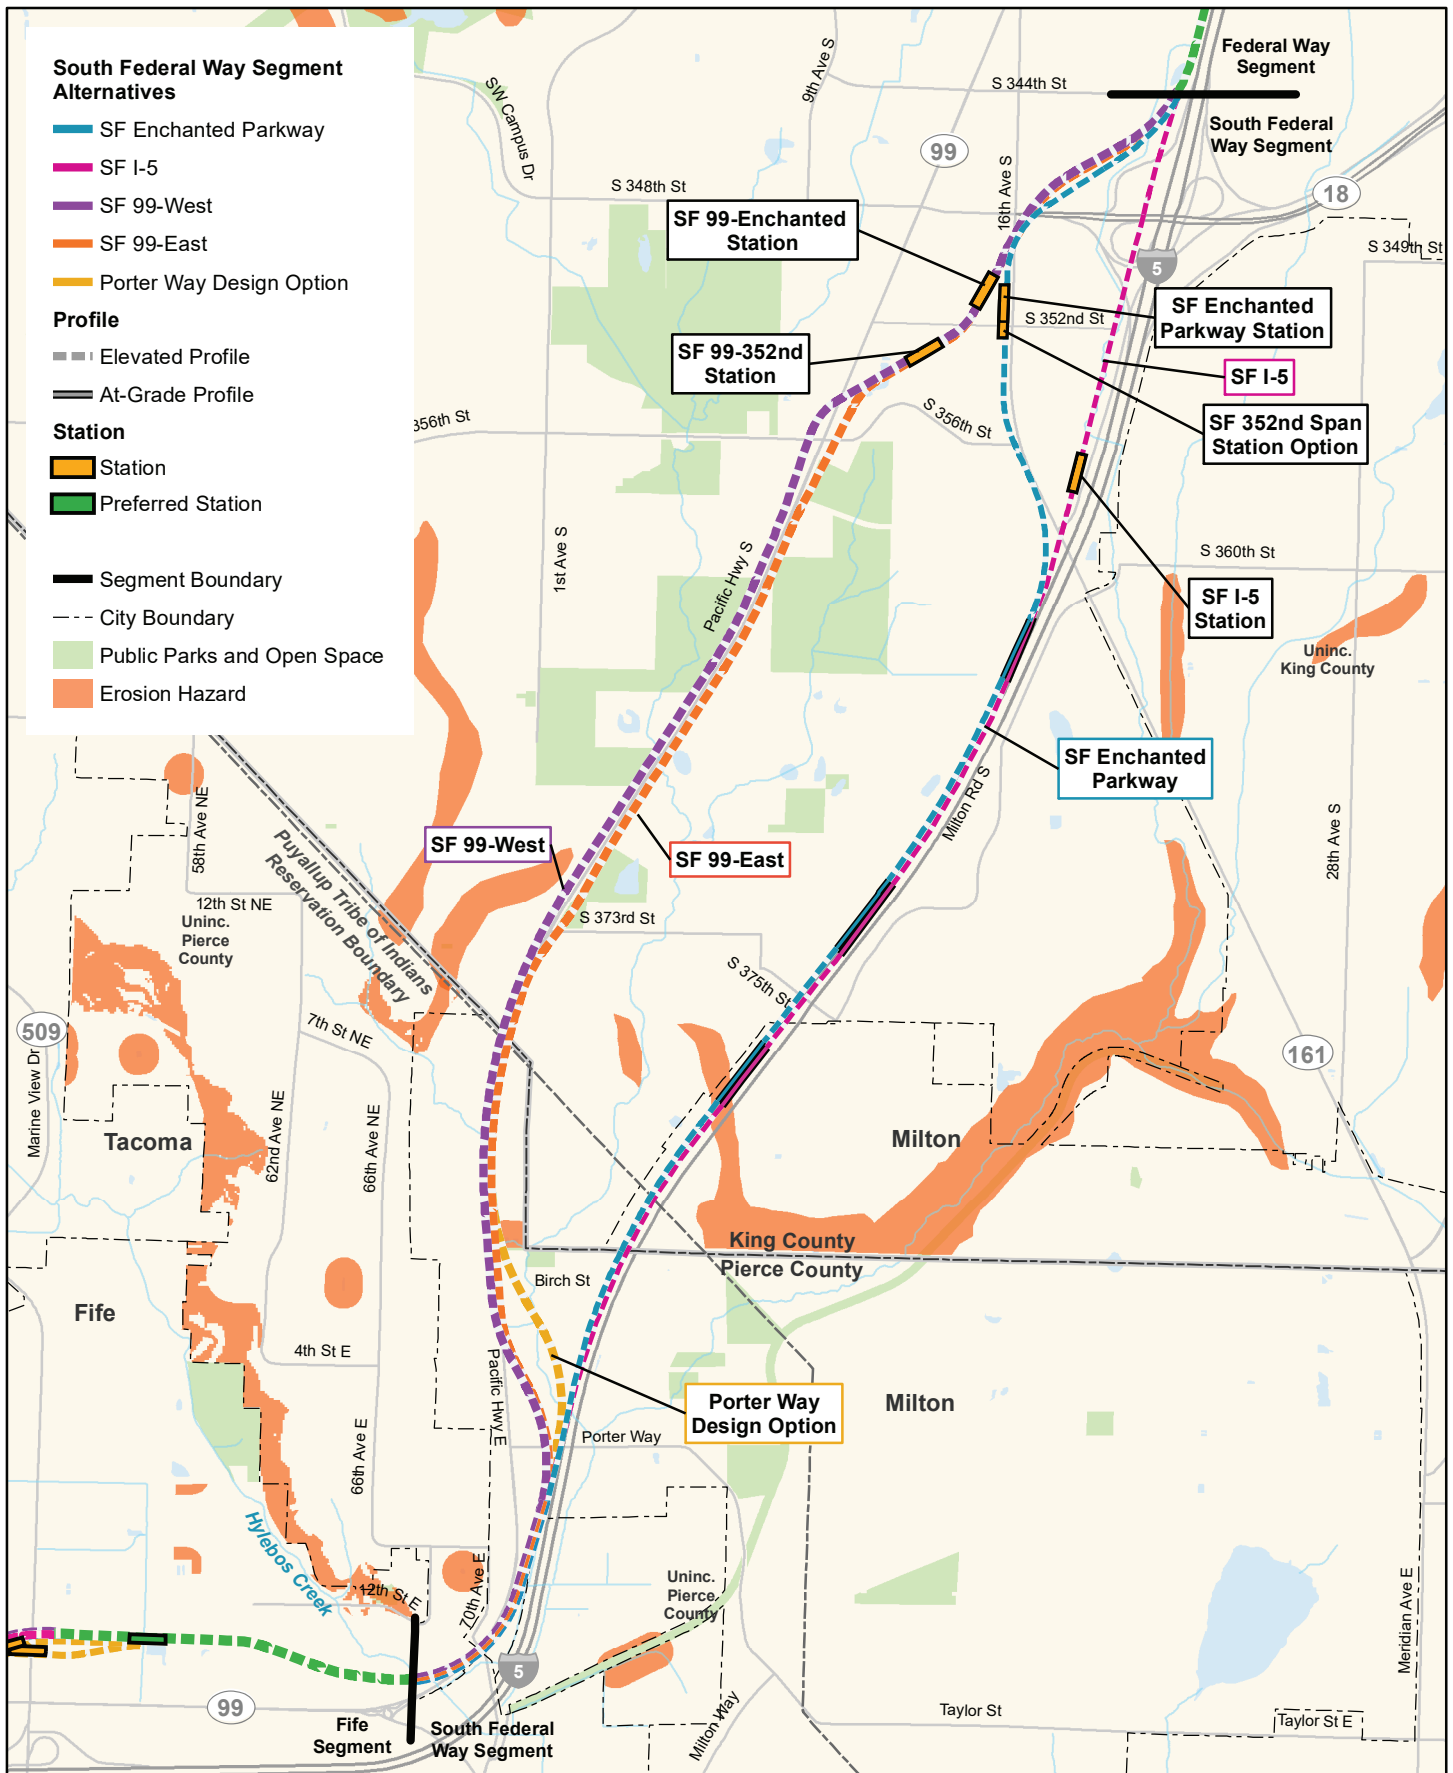 South Federal Way Segment
Alternatives
SF Enchanted Parkway
SF I-5
SF 99-West
SF 99-East
Porter Way Design Option
Profile
Elevated Profile
At-Grade Profile
Station
Station
Preferred Station
Segment Boundary
City Boundary
Public Parks and Open Space
Erosion Hazard
Federal Way
Segment
South Federal
Way Segment
S 344th St
9th Ave S
SW Campus Dr
99
16th Ave S
18
S 348th St
S 349th St
SF 99-Enchanted
Station
5
SF Enchanted
Parkway Station
S 352nd St
SF 99-352nd
Station
SF I-5
SF 352nd Span
Station Option
356th St
S 356th St
1st Ave S
Pacific Hwy S
S 360th St
SF I-5
Station
Uninc.
King County
SF Enchanted
Parkway
Milton Rd S
28th Ave S
58th Ave NE
Puyallup Tribe of Indians
Reservation Boundary
SF 99-West
SF 99-East
12th St NE
Uninc.
Pierce
County
S 373rd St
S 375th St
509
Marine View Dr
7th St NE
161
Tacoma
62nd Ave NE
66th Ave NE
Milton
King County
Pierce County
Birch St
Fife
4th St E
Pacific Hwy E
Porter Way
Design Option
Milton
Porter Way
66th Ave E
Hylebos Creek
12th St E
70th Ave E
Uninc.
Pierce
County
Meridian Ave E
5
99
Fife
Segment
South Federal
Way Segment
Milton Way
Taylor St
Taylor St E